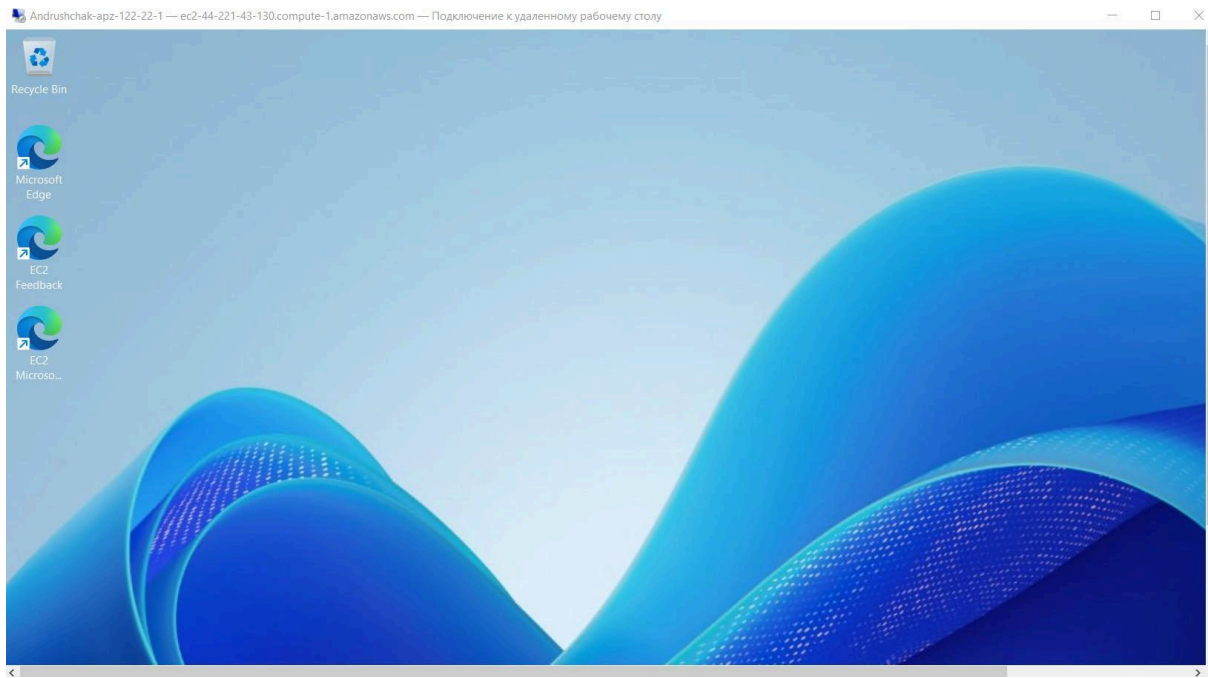 Andrushchak-apz-122-22-1 — ec2-44-221-43-130.compute-1.amazonaws.com — Подключение к удаленному рабочему столу
Recycle Bin
Microsoft
Edge
EC2
Feedback
EC2
Microso...